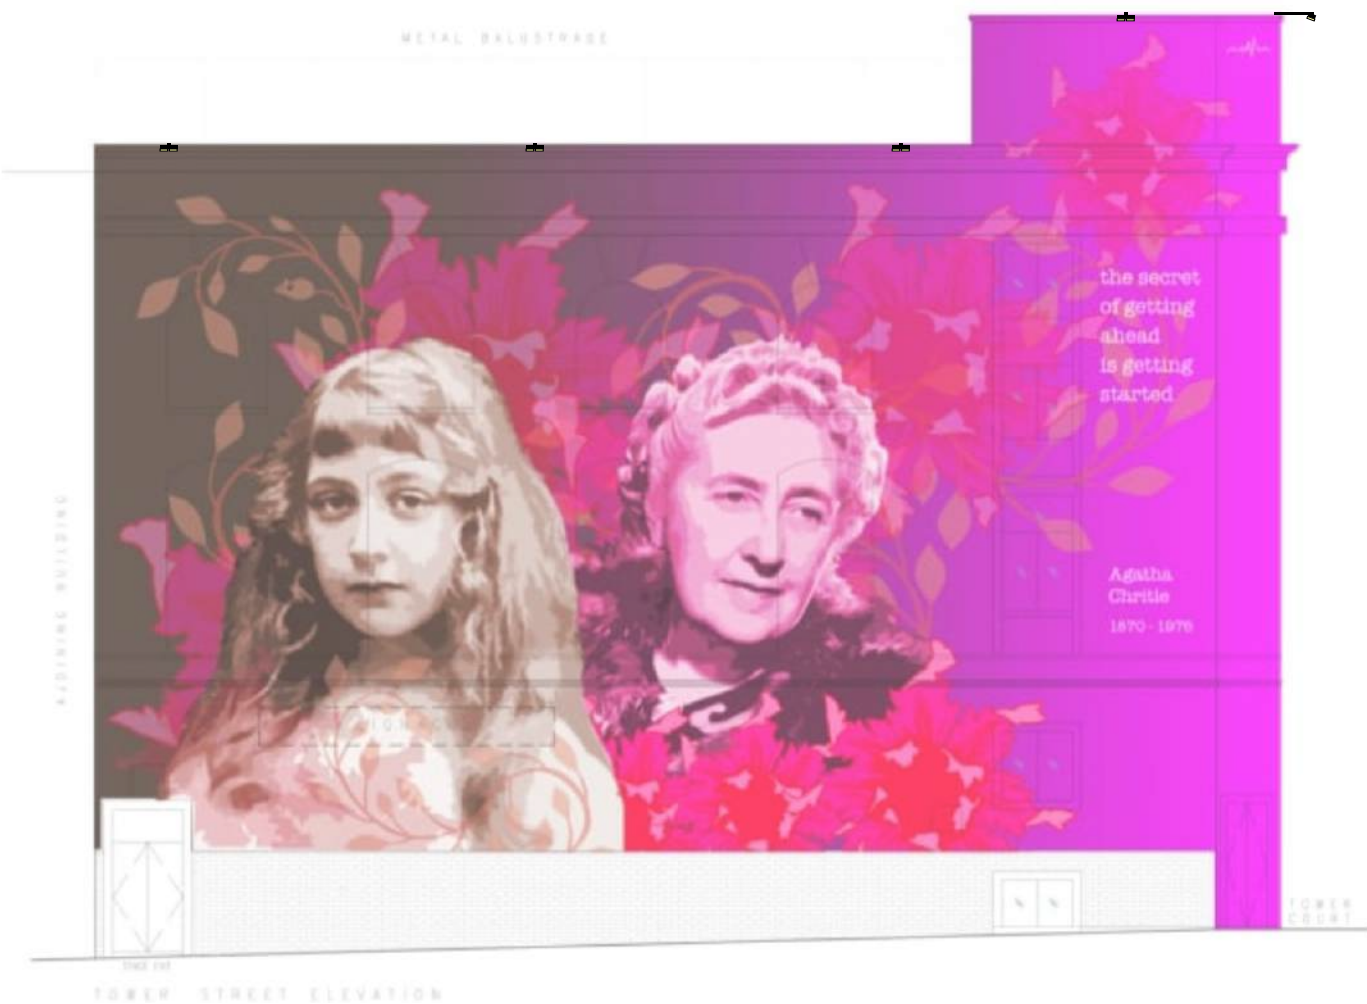 METAL BALUSTRADE
the secret
of getting
ahead
is getting
started
Agatha
Chritie
1870 - 1976
ADJOINING BUILDING
TOWER
COURT
TOWER STREET ELEVATION